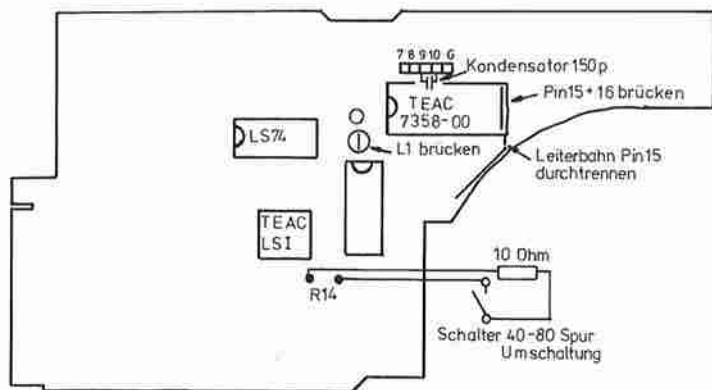 7 8 9 10 G
Kondensator 150p
TEAC
7358-00
Pin15+16 brücken
LS74
L1 brücken
Leiterbahn Pin15
durchtrennen
TEAC
LSI
R14
10 Ohm
Schalter 40-80 Spur
Umschaltung